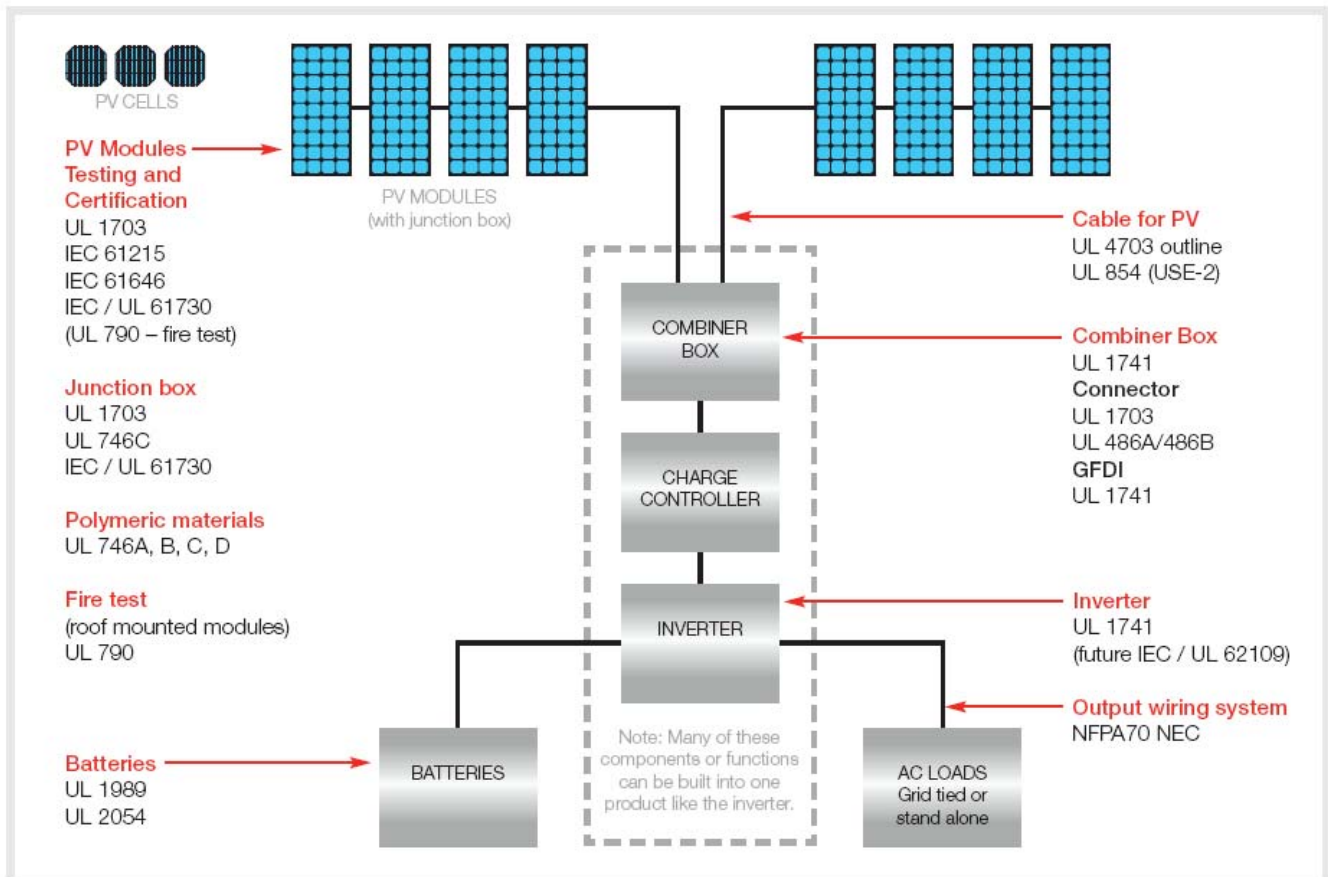 PV CELLS
PV Modules
Testing and
Certification
UL 1703
IEC 61215
IEC 61646
IEC / UL 61730
(UL 790 – fire test)
Junction box
UL 1703
UL 746C
IEC / UL 61730
Polymeric materials
UL 746A, B, C, D
Fire test
(roof mounted modules)
UL 790
Batteries
UL 1989
UL 2054
PV MODULES
(with junction box)
COMBINER
BOX
CHARGE
CONTROLLER
INVERTER
Note: Many of these
components or functions
can be built into one
product like the inverter.
BATTERIES
AC LOADS
Grid tied or
stand alone
Cable for PV
UL 4703 outline
UL 854 (USE-2)
Combiner Box
UL 1741
Connector
UL 1703
UL 486A/486B
GFDI
UL 1741
Inverter
UL 1741
(future IEC / UL 62109)
Output wiring system
NFPA70 NEC